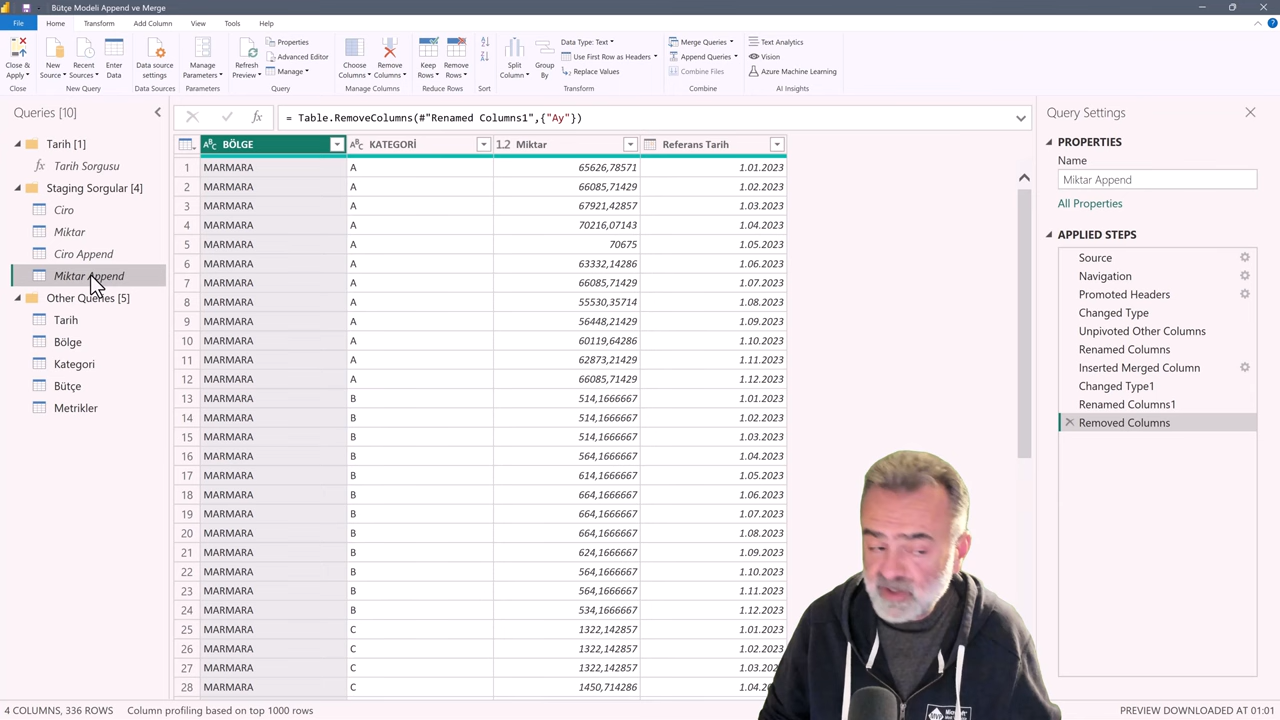 Bütçe Modeli Append ve Merge
File Home Transform Add Column View Tools Help
Close & Apply
Close
New Source
Recent Sources
Enter Data
New Query
Data source settings
Data Sources
Manage Parameters
Parameters
Refresh Preview
Properties
Advanced Editor
Manage
Query
Choose Columns
Remove Columns
Manage Columns
Keep Rows
Remove Rows
Reduce Rows
Sort
Split Column
Group By
Data Type: Text
Use First Row as Headers
Replace Values
Transform
Merge Queries
Append Queries
Combine Files
Combine
Text Analytics
Vision
Azure Machine Learning
AI Insights
Queries [10]
Tarih [1]
fx Tarih Sorgusu
Staging Sorgular [4]
Ciro
Miktar
Ciro Append
Miktar Append
Other Queries [5]
Tarih
Bölge
Kategori
Bütçe
Metrikler
fx = Table.RemoveColumns(#"Renamed Columns1",{"Ay"})
ABC BÖLGE ABC KATEGORİ 1.2 Miktar Referans Tarih
1 MARMARA A 65626,78571 1.01.2023
2 MARMARA A 66085,71429 1.02.2023
3 MARMARA A 67921,42857 1.03.2023
4 MARMARA A 70216,07143 1.04.2023
5 MARMARA A 70675 1.05.2023
6 MARMARA A 63332,14286 1.06.2023
7 MARMARA A 66085,71429 1.07.2023
8 MARMARA A 55530,35714 1.08.2023
9 MARMARA A 56448,21429 1.09.2023
10 MARMARA A 60119,64286 1.10.2023
11 MARMARA A 62873,21429 1.11.2023
12 MARMARA A 66085,71429 1.12.2023
13 MARMARA B 514,1666667 1.01.2023
14 MARMARA B 514,1666667 1.02.2023
15 MARMARA B 514,1666667 1.03.2023
16 MARMARA B 564,1666667 1.04.2023
17 MARMARA B 614,1666667 1.05.2023
18 MARMARA B 664,1666667 1.06.2023
19 MARMARA B 664,1666667 1.07.2023
20 MARMARA B 664,1666667 1.08.2023
21 MARMARA B 624,1666667 1.09.2023
22 MARMARA B 564,1666667 1.10.2023
23 MARMARA B 564,1666667 1.11.2023
24 MARMARA B 534,1666667 1.12.2023
25 MARMARA C 1322,142857 1.01.2023
26 MARMARA C 1322,142857 1.02.2023
27 MARMARA C 1322,142857 1.03.202
28 MARMARA C 1450,714286 1.04.20
Query Settings
PROPERTIES
Name
Miktar Append
All Properties
APPLIED STEPS
Source
Navigation
Promoted Headers
Changed Type
Unpivoted Other Columns
Renamed Columns
Inserted Merged Column
Changed Type1
Renamed Columns1
Removed Columns
4 COLUMNS, 336 ROWS Column profiling based on top 1000 rows
PREVIEW DOWNLOADED AT 01:01